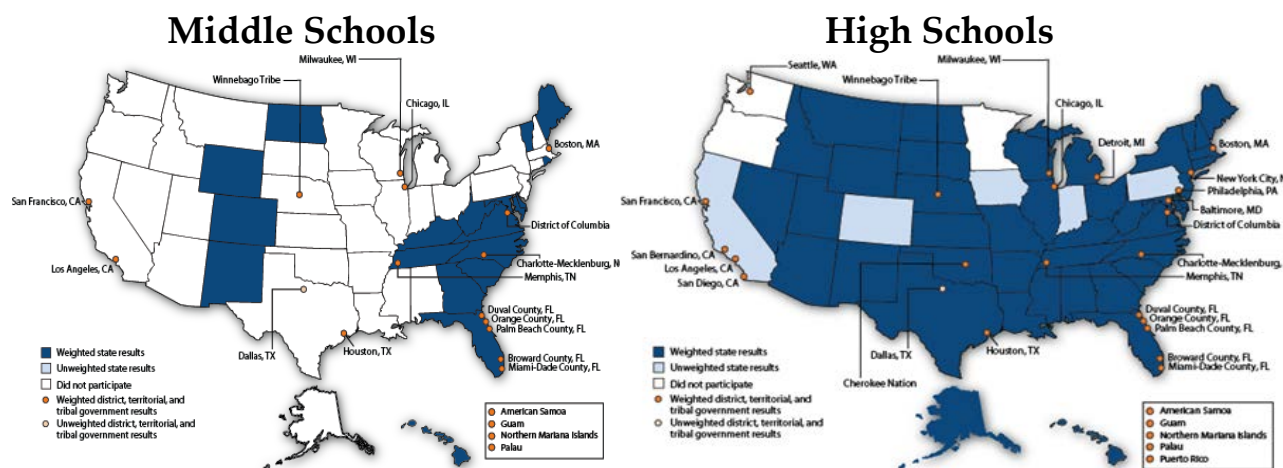 Middle Schools
Milwaukee, WI
Winnebago Tribe
Chicago, IL
Boston, MA
San Francisco, CA
District of Columbia
Los Angeles, CA
Charlotte-Mecklenburg, N
Memphis, TN
Duval County, FL
Orange County, FL
Palm Beach County, FL
Dallas, TX
Houston, TX
Broward County, FL
Miami-Dade County, FL
Weighted state results
Unweighted state results
Did not participate
Weighted district, territorial, and
tribal government results
Unweighted district, territorial, and
tribal government results
American Samoa
Guam
Northern Mariana Islands
Palau
High Schools
Seattle, WA
Milwaukee, WI
Winnebago Tribe
Chicago, IL
Detroit, MI
Boston, MA
New York City, N
Philadelphia, PA
Baltimore, MD
District of Columbia
San Francisco, CA
San Bernardino, CA
Los Angeles, CA
San Diego, CA
Charlotte-Mecklenburg,
Memphis, TN
Duval County, FL
Orange County, FL
Palm Beach County, FL
Dallas, TX
Houston, TX
Cherokee Nation
Broward County, FL
Miami-Dade County, FL
Weighted state results
Unweighted state results
Did not participate
Weighted district, territorial, and
tribal government results
Unweighted district, territorial, and
tribal government results
American Samoa
Guam
Northern Mariana Islands
Palau
Puerto Rico